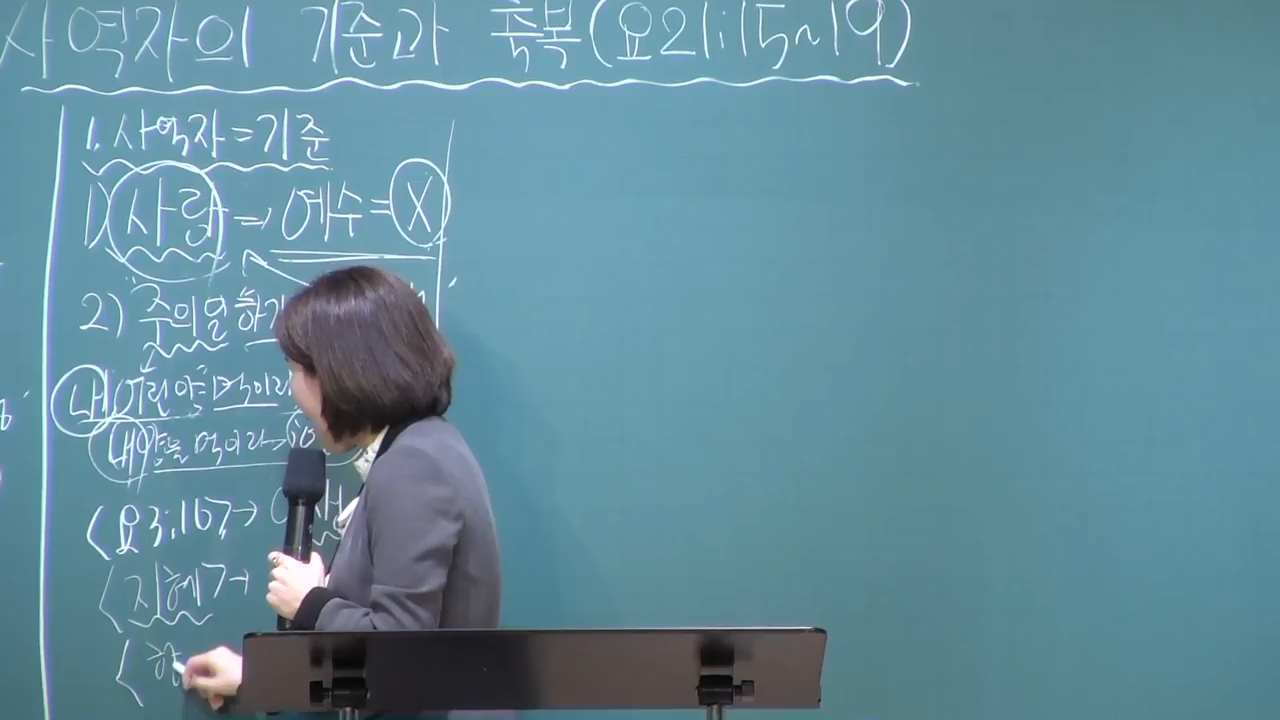 사역자의 기준과 축복(요21:15~19)
1. 사역자=기준
1) 사람 → 예수=X
2) 주의일하기
내 어린양을 먹이라
내 양을 먹이라→
<요3:16>→
<지혜>→
<